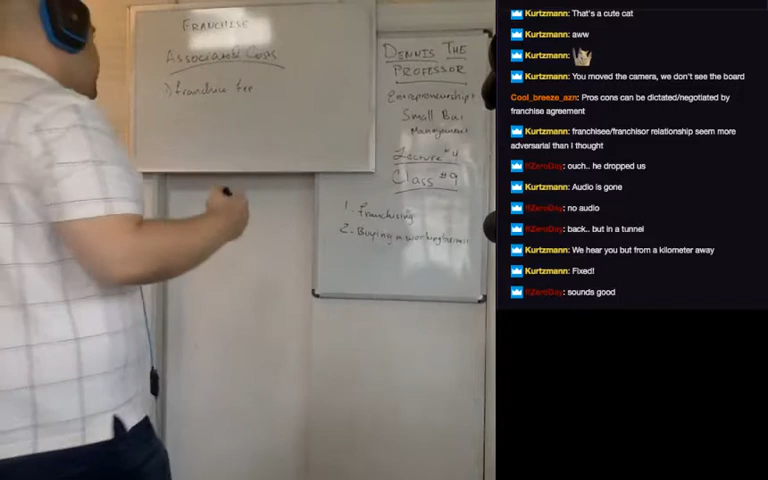 FRANCHISE
Associated Costs
1) Franchise Fee
DENNIS THE
PROFESSOR
Entrepreneurship
Small Bus
Management
Lecture #4
Class #9
1. Franchising
2. Buying a working business
Kurtzmann: That's a cute cat
Kurtzmann: aww
Kurtzmann:
Kurtzmann: You moved the camera, we don't see the board
Cool_breeze_azn: Pros cons can be dictated/negotiated by
franchise agreement
Kurtzmann: franchisee/franchisor relationship seem more
adversarial than I thought
: ouch.. he dropped us
Kurtzmann: Audio is gone
: no audio
: back.. but in a tunnel
Kurtzmann: We hear you but from a kilometer away
Kurtzmann: Fixed!
: sounds good